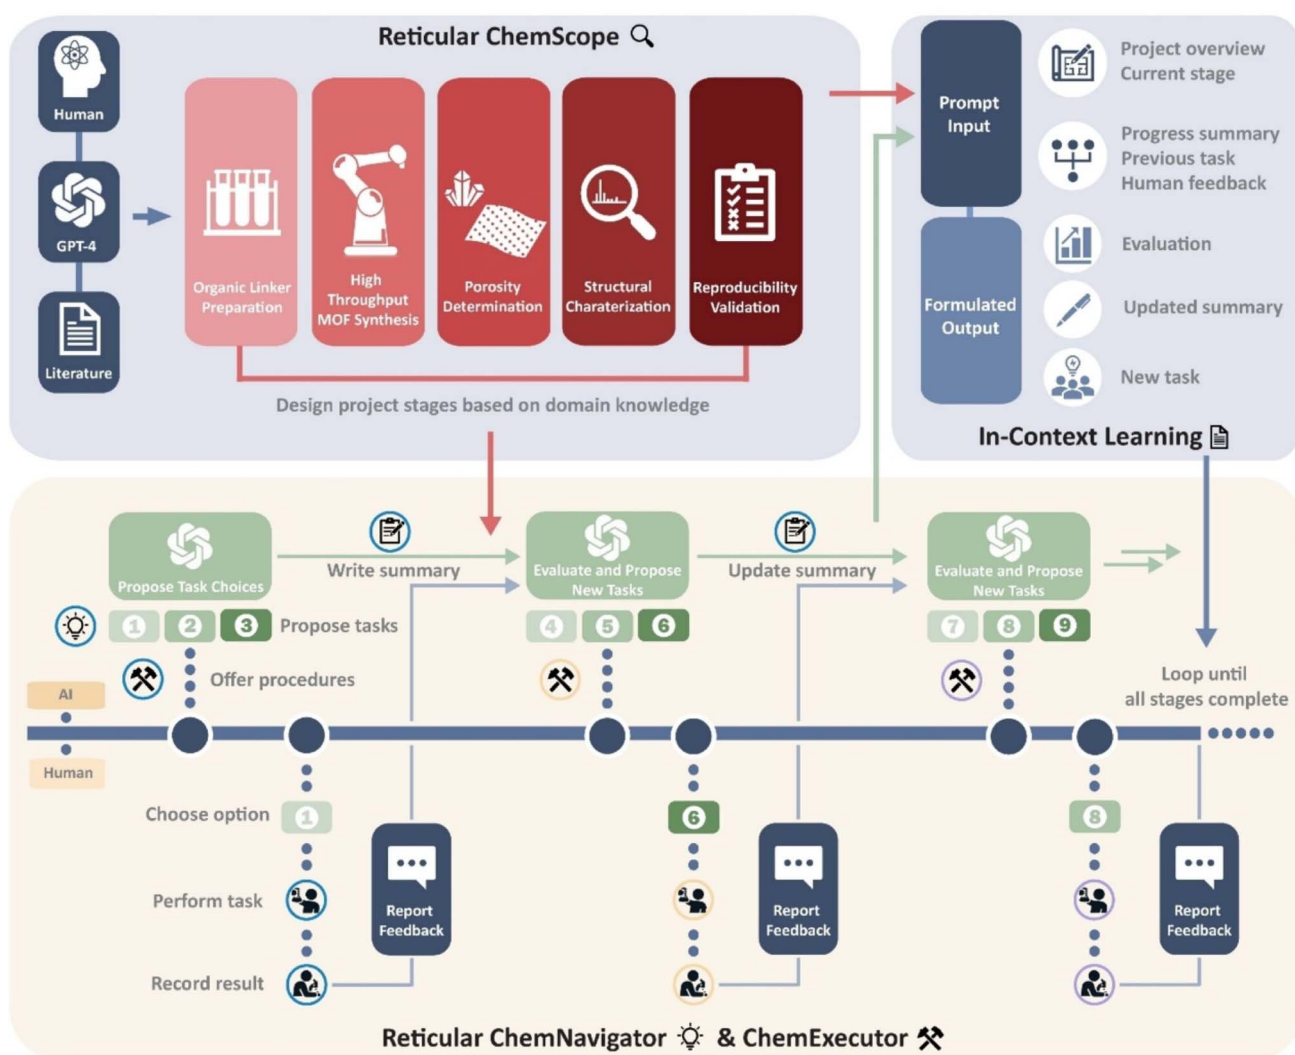 Reticular ChemScope
Human
GPT-4
Literature
Organic Linker
Preparation
High
Throughput
MOF Synthesis
Porosity
Determination
Structural
Charaterization
Reproducibility
Validation
Design project stages based on domain knowledge
Prompt
Input
Formulated
Output
Project overview
Current stage
Progress summary
Previous task
Human feedback
Evaluation
Updated summary
New task
In-Context Learning
Propose Task Choices
Write summary
Evaluate and Propose
New Tasks
Update summary
Evaluate and Propose
New Tasks
1 2 3 Propose tasks
4 5 6
7 8 9
Offer procedures
Loop until
all stages complete
AI
Human
Choose option
1
6
8
Perform task
Report
Feedback
Report
Feedback
Report
Feedback
Record result
Reticular ChemNavigator & ChemExecutor